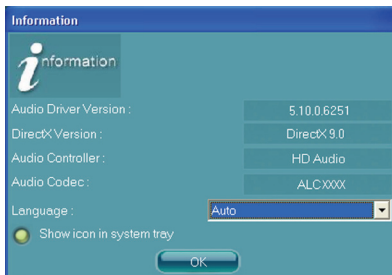 Information
information
Audio Driver Version : 5.10.0.6251
DirectX Version : DirectX 9.0
Audio Controller : HD Audio
Audio Codec : ALCXXXX
Language : Auto
Show icon in system tray
OK